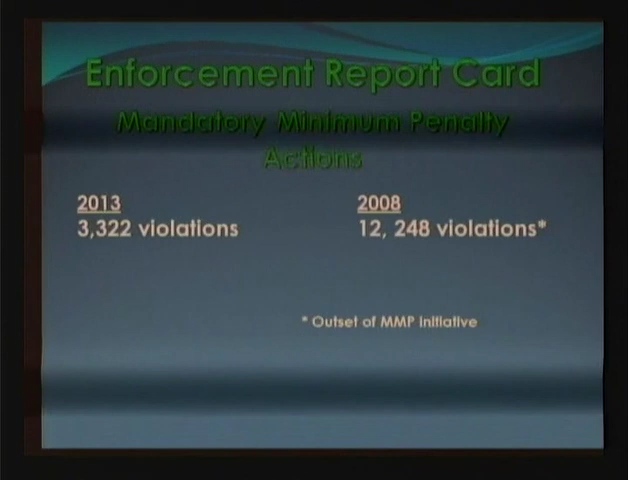 Enforcement Report Card
Mandatory Minimum Penalty
Actions
2013
3,322 violations
2008
12, 248 violations*
* Outset of MMP initiative